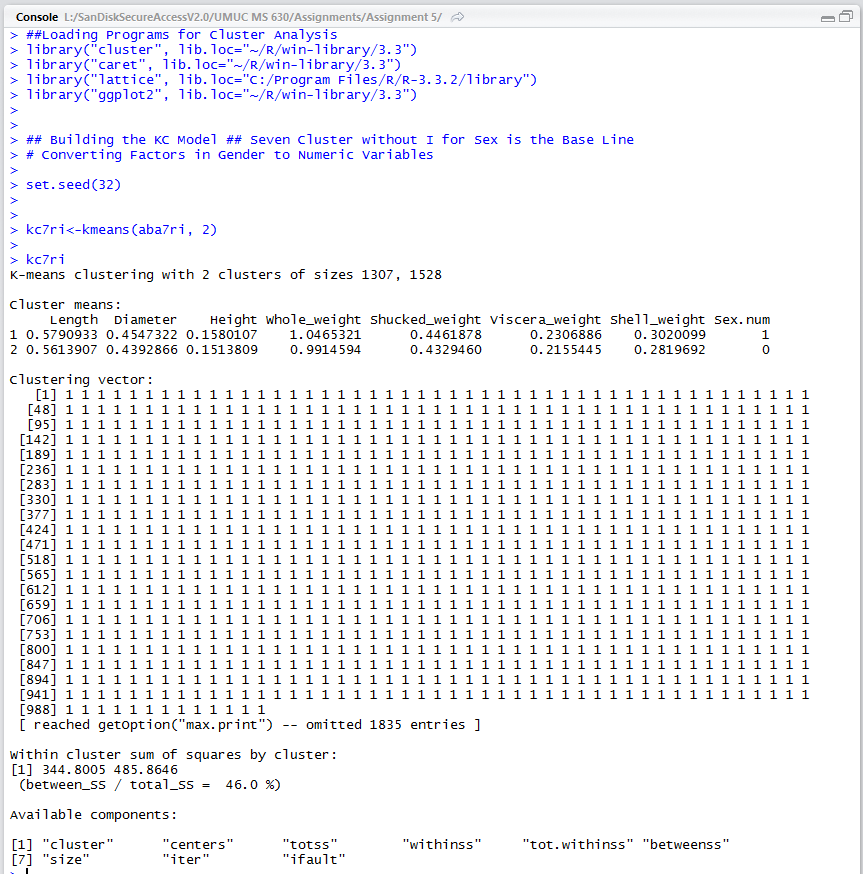 Console L:/SanDiskSecureAccessV2.0/UMUC MS 630/Assignments/Assignment 5/
> ##Loading Programs for Cluster Analysis
> library("cluster", lib.loc="~/R/win-library/3.3")
> library("caret", lib.loc="~/R/win-library/3.3")
> library("lattice", lib.loc="C:/Program Files/R/R-3.3.2/library")
> library("ggplot2", lib.loc="~/R/win-library/3.3")
>
>
> ## Building the KC Model ## Seven Cluster without I for Sex is the Base Line
> # Converting Factors in Gender to Numeric Variables
>
> set.seed(32)
>
>
> kc7ri<-kmeans(aba7ri, 2)
>
> kc7ri
K-means clustering with 2 clusters of sizes 1307, 1528
Cluster means:
Length Diameter Height Whole_weight Shucked_weight Viscera_weight Shell_weight Sex.num
1 0.5790933 0.4547322 0.1580107 1.0465321 0.4461878 0.2306886 0.3020099 1
2 0.5613907 0.4392866 0.1513809 0.9914594 0.4329460 0.2155445 0.2819692 0
Clustering vector:
[1] 1 1 1 1 1 1 1 1 1 1 1 1 1 1 1 1 1 1 1 1 1 1 1 1 1 1 1 1 1 1 1 1 1 1 1 1 1 1 1 1 1 1 1 1 1 1 1
[48] 1 1 1 1 1 1 1 1 1 1 1 1 1 1 1 1 1 1 1 1 1 1 1 1 1 1 1 1 1 1 1 1 1 1 1 1 1 1 1 1 1 1 1 1 1 1 1
[95] 1 1 1 1 1 1 1 1 1 1 1 1 1 1 1 1 1 1 1 1 1 1 1 1 1 1 1 1 1 1 1 1 1 1 1 1 1 1 1 1 1 1 1 1 1 1 1
[142] 1 1 1 1 1 1 1 1 1 1 1 1 1 1 1 1 1 1 1 1 1 1 1 1 1 1 1 1 1 1 1 1 1 1 1 1 1 1 1 1 1 1 1 1 1 1 1
[189] 1 1 1 1 1 1 1 1 1 1 1 1 1 1 1 1 1 1 1 1 1 1 1 1 1 1 1 1 1 1 1 1 1 1 1 1 1 1 1 1 1 1 1 1 1 1 1
[236] 1 1 1 1 1 1 1 1 1 1 1 1 1 1 1 1 1 1 1 1 1 1 1 1 1 1 1 1 1 1 1 1 1 1 1 1 1 1 1 1 1 1 1 1 1 1 1
[283] 1 1 1 1 1 1 1 1 1 1 1 1 1 1 1 1 1 1 1 1 1 1 1 1 1 1 1 1 1 1 1 1 1 1 1 1 1 1 1 1 1 1 1 1 1 1 1
[330] 1 1 1 1 1 1 1 1 1 1 1 1 1 1 1 1 1 1 1 1 1 1 1 1 1 1 1 1 1 1 1 1 1 1 1 1 1 1 1 1 1 1 1 1 1 1 1
[377] 1 1 1 1 1 1 1 1 1 1 1 1 1 1 1 1 1 1 1 1 1 1 1 1 1 1 1 1 1 1 1 1 1 1 1 1 1 1 1 1 1 1 1 1 1 1 1
[424] 1 1 1 1 1 1 1 1 1 1 1 1 1 1 1 1 1 1 1 1 1 1 1 1 1 1 1 1 1 1 1 1 1 1 1 1 1 1 1 1 1 1 1 1 1 1 1
[471] 1 1 1 1 1 1 1 1 1 1 1 1 1 1 1 1 1 1 1 1 1 1 1 1 1 1 1 1 1 1 1 1 1 1 1 1 1 1 1 1 1 1 1 1 1 1 1
[518] 1 1 1 1 1 1 1 1 1 1 1 1 1 1 1 1 1 1 1 1 1 1 1 1 1 1 1 1 1 1 1 1 1 1 1 1 1 1 1 1 1 1 1 1 1 1 1
[565] 1 1 1 1 1 1 1 1 1 1 1 1 1 1 1 1 1 1 1 1 1 1 1 1 1 1 1 1 1 1 1 1 1 1 1 1 1 1 1 1 1 1 1 1 1 1 1
[612] 1 1 1 1 1 1 1 1 1 1 1 1 1 1 1 1 1 1 1 1 1 1 1 1 1 1 1 1 1 1 1 1 1 1 1 1 1 1 1 1 1 1 1 1 1 1 1
[659] 1 1 1 1 1 1 1 1 1 1 1 1 1 1 1 1 1 1 1 1 1 1 1 1 1 1 1 1 1 1 1 1 1 1 1 1 1 1 1 1 1 1 1 1 1 1 1
[706] 1 1 1 1 1 1 1 1 1 1 1 1 1 1 1 1 1 1 1 1 1 1 1 1 1 1 1 1 1 1 1 1 1 1 1 1 1 1 1 1 1 1 1 1 1 1 1
[753] 1 1 1 1 1 1 1 1 1 1 1 1 1 1 1 1 1 1 1 1 1 1 1 1 1 1 1 1 1 1 1 1 1 1 1 1 1 1 1 1 1 1 1 1 1 1 1
[800] 1 1 1 1 1 1 1 1 1 1 1 1 1 1 1 1 1 1 1 1 1 1 1 1 1 1 1 1 1 1 1 1 1 1 1 1 1 1 1 1 1 1 1 1 1 1 1
[847] 1 1 1 1 1 1 1 1 1 1 1 1 1 1 1 1 1 1 1 1 1 1 1 1 1 1 1 1 1 1 1 1 1 1 1 1 1 1 1 1 1 1 1 1 1 1 1
[894] 1 1 1 1 1 1 1 1 1 1 1 1 1 1 1 1 1 1 1 1 1 1 1 1 1 1 1 1 1 1 1 1 1 1 1 1 1 1 1 1 1 1 1 1 1 1 1
[941] 1 1 1 1 1 1 1 1 1 1 1 1 1 1 1 1 1 1 1 1 1 1 1 1 1 1 1 1 1 1 1 1 1 1 1 1 1 1 1 1 1 1 1 1 1 1 1
[988] 1 1 1 1 1 1 1 1 1 1 1 1 1
[ reached getOption("max.print") -- omitted 1835 entries ]
Within cluster sum of squares by cluster:
[1] 344.8005 485.8646
(between_SS / total_SS = 46.0 %)
Available components:
[1] "cluster" "centers" "totss" "withinss" "tot.withinss" "betweenss"
[7] "size" "iter" "ifault"
>